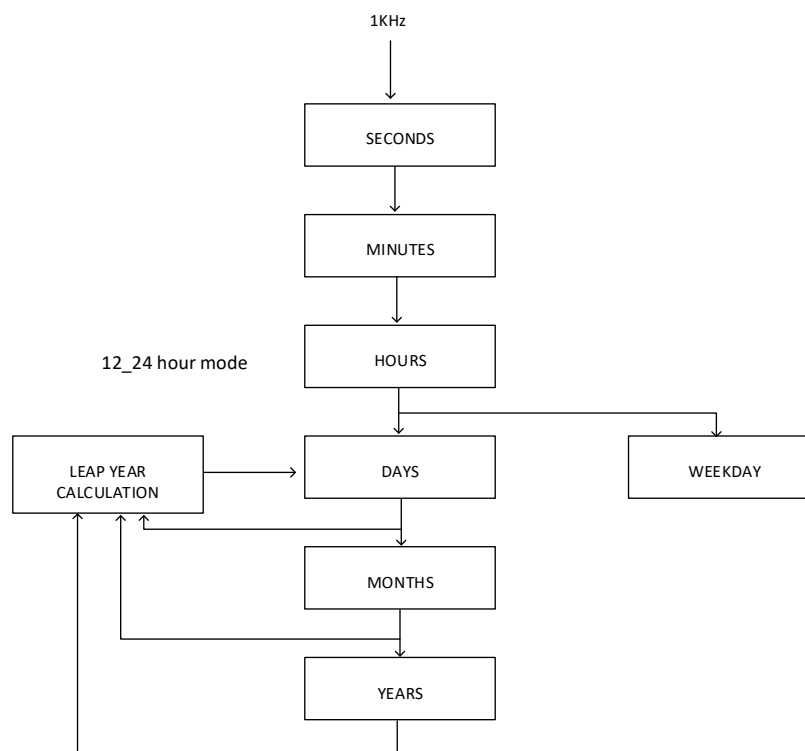 1KHz
SECONDS
MINUTES
HOURS
12_24 hour mode
LEAP YEAR
CALCULATION
DAYS
WEEKDAY
MONTHS
YEARS